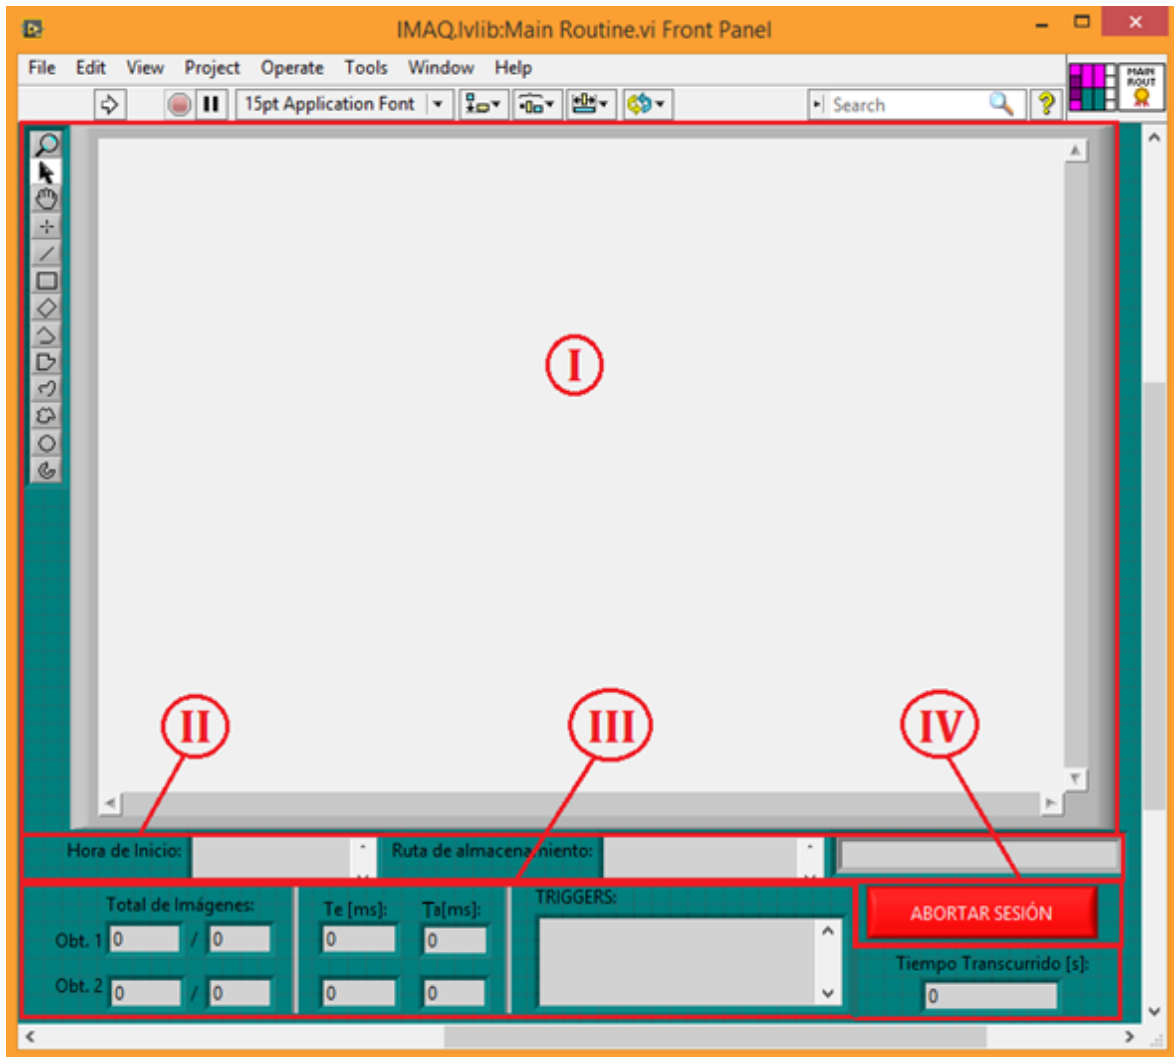 IMAQ.lvlib:Main Routine.vi Front Panel
File Edit View Project Operate Tools Window Help
15pt Application Font Search ? MAIN ROUT
I
II III IV
Hora de Inicio: Ruta de almacenamiento:
Total de Imágenes: Te [ms]: Ta[ms]: TRIGGERS: ABORTAR SESIÓN
Obt. 1 0 / 0 0 0
Tiempo Transcurrido [s]:
Obt. 2 0 / 0 0 0 0